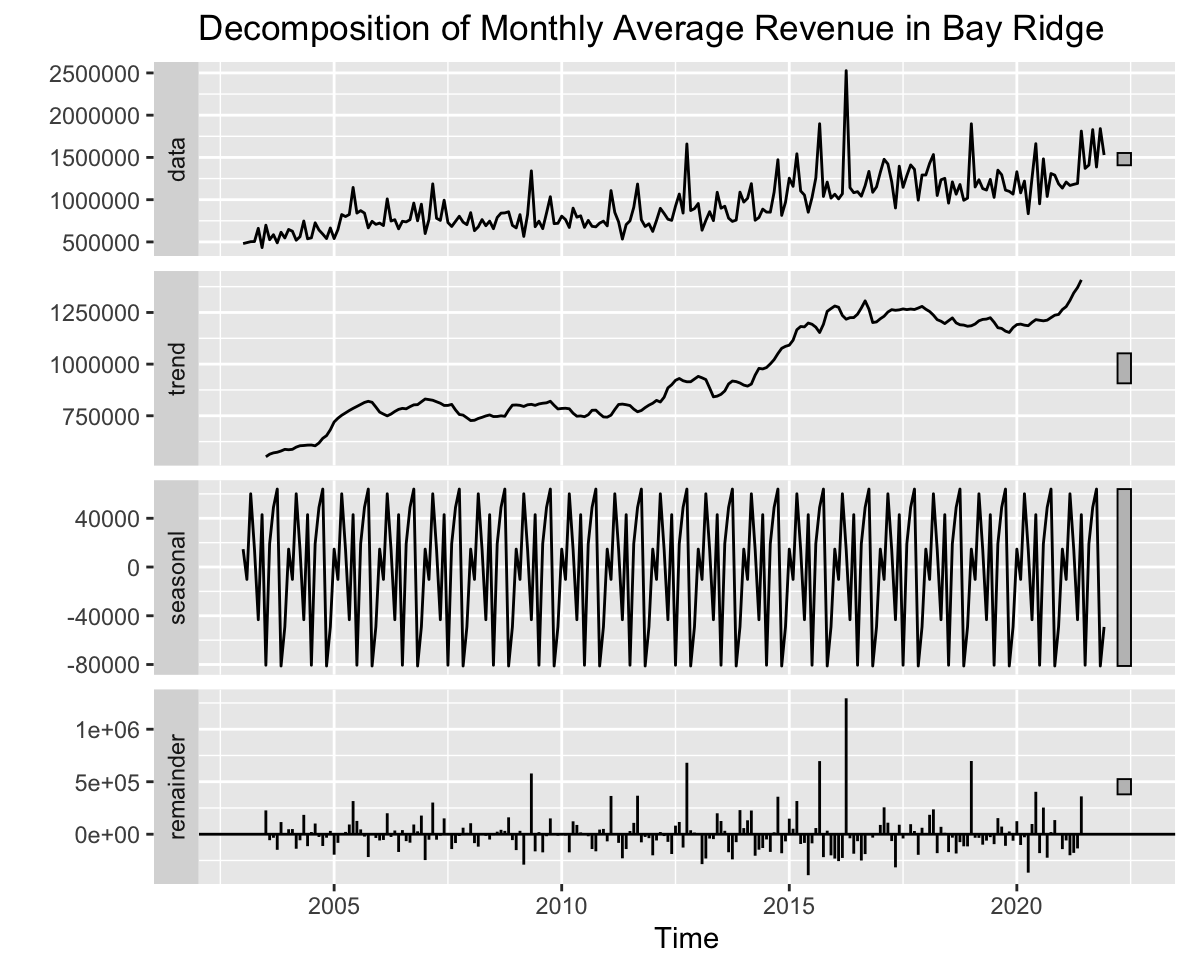 Decomposition of Monthly Average Revenue in Bay Ridge
2500000
2000000
1500000
1000000
500000
data
1250000
1000000
750000
trend
40000
0
-40000
-80000
seasonal
1e+06
5e+05
0e+00
remainder
2005 2010 2015 2020
Time